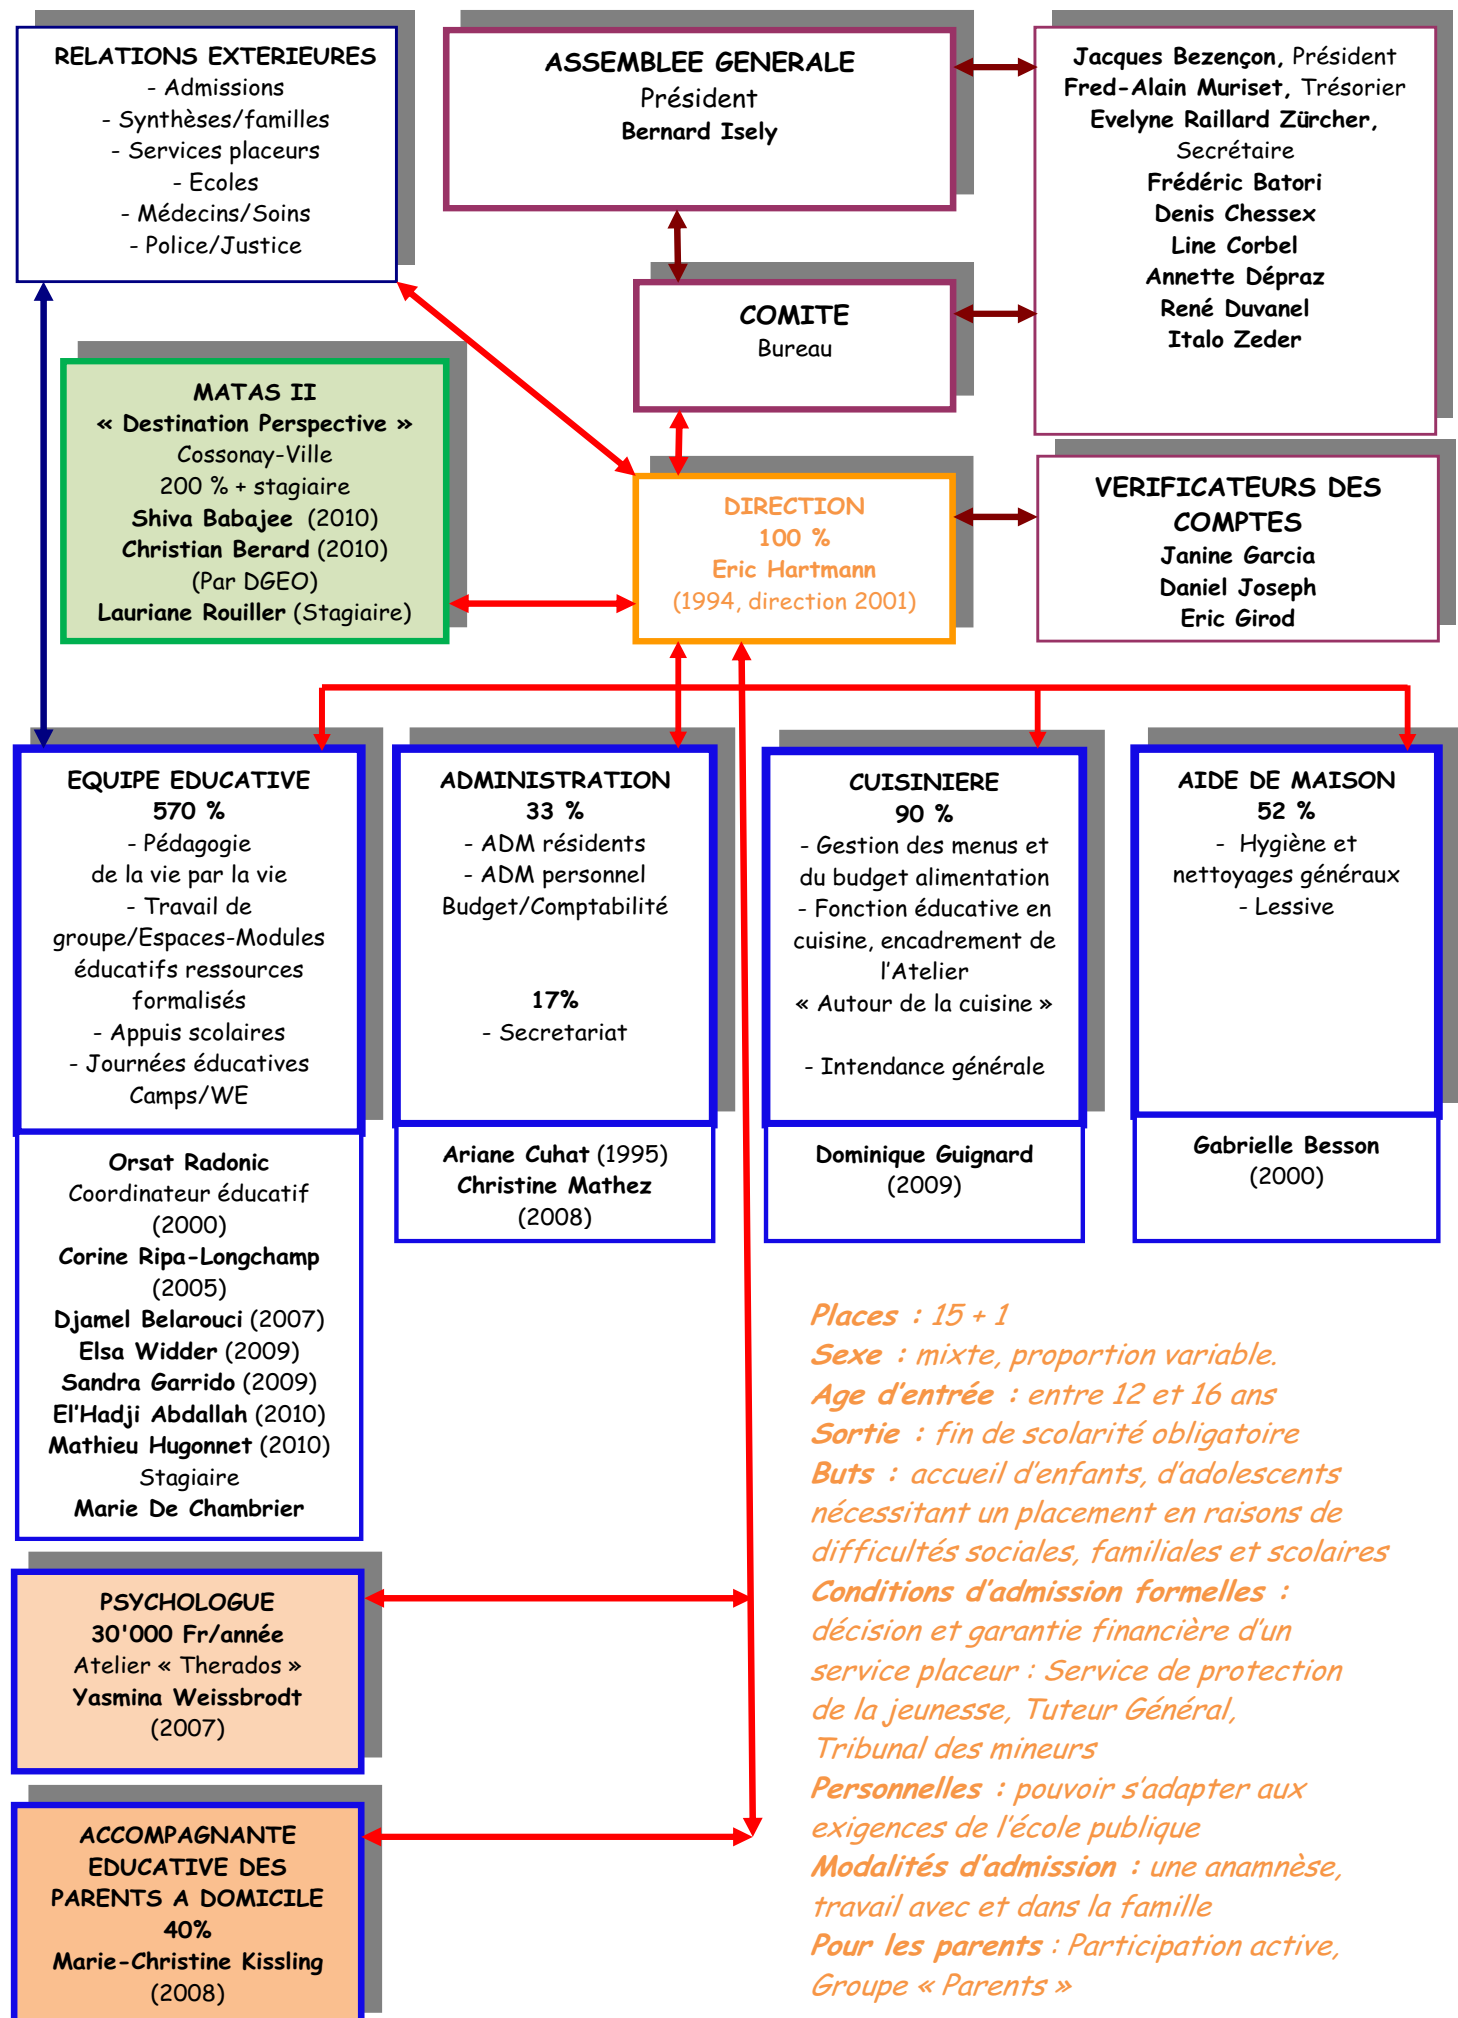 RELATIONS EXTERIEURES
- Admissions
- Synthèses/familles
- Services placeurs
- Ecoles
- Médecins/Soins
- Police/Justice
ASSEMBLEE GENERALE
Président
Bernard Isely
Jacques Bezençon, Président
Fred-Alain Muriset, Trésorier
Evelyne Raillard Zürcher,
Secrétaire
Frédéric Batori
Denis Chessex
Line Corbel
Annette Dépraz
René Duvanel
Italo Zeder
COMITE
Bureau
MATAS II
« Destination Perspective »
Cossonay-Ville
200 % + stagiaire
Shiva Babajee (2010)
Christian Berard (2010)
(Par DGEO)
Lauriane Rouiller (Stagiaire)
DIRECTION
100 %
Eric Hartmann
(1994, direction 2001)
VERIFICATEURS DES
COMPTES
Janine Garcia
Daniel Joseph
Eric Girod
EQUIPE EDUCATIVE
570 %
- Pédagogie
de la vie par la vie
- Travail de
groupe/Espaces-Modules
éducatifs ressources
formalisés
- Appuis scolaires
- Journées éducatives
Camps/WE
Orsat Radonic
Coordinateur éducatif
(2000)
Corine Ripa-Longchamp
(2005)
Djamel Belarouci (2007)
Elsa Widder (2009)
Sandra Garrido (2009)
El'Hadji Abdallah (2010)
Mathieu Hugonnet (2010)
Stagiaire
Marie De Chambrier
ADMINISTRATION
33 %
- ADM résidents
- ADM personnel
Budget/Comptabilité
17%
- Secretariat
Ariane Cuhat (1995)
Christine Mathez
(2008)
CUISINIERE
90 %
- Gestion des menus et
du budget alimentation
- Fonction éducative en
cuisine, encadrement de
l'Atelier
« Autour de la cuisine »
- Intendance générale
Dominique Guignard
(2009)
AIDE DE MAISON
52 %
- Hygiène et
nettoyages généraux
- Lessive
Gabrielle Besson
(2000)
PSYCHOLOGUE
30'000 Fr/année
Atelier « Therados »
Yasmina Weissbrodt
(2007)
ACCOMPAGNANTE
EDUCATIVE DES
PARENTS A DOMICILE
40%
Marie-Christine Kissling
(2008)
Places : 15 + 1
Sexe : mixte, proportion variable.
Age d'entrée : entre 12 et 16 ans
Sortie : fin de scolarité obligatoire
Buts : accueil d'enfants, d'adolescents
nécessitant un placement en raisons de
difficultés sociales, familiales et scolaires
Conditions d'admission formelles :
décision et garantie financière d'un
service placeur : Service de protection
de la jeunesse, Tuteur Général,
Tribunal des mineurs
Personnelles : pouvoir s'adapter aux
exigences de l'école publique
Modalités d'admission : une anamnèse,
travail avec et dans la famille
Pour les parents : Participation active,
Groupe « Parents »